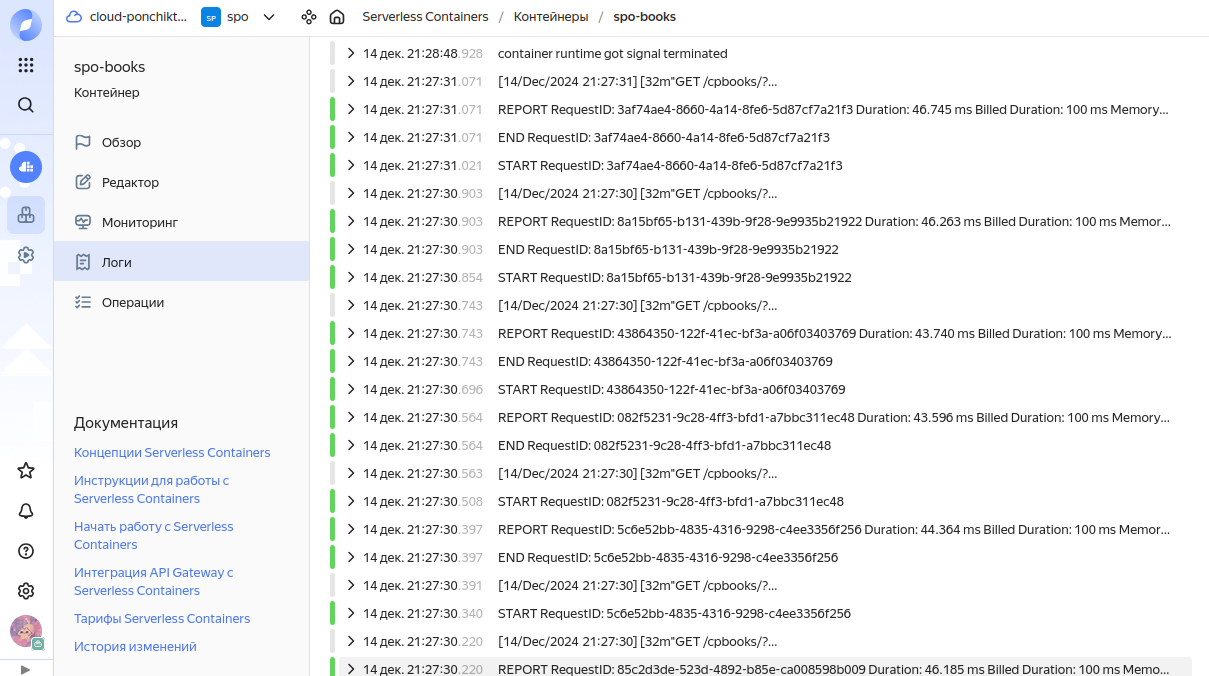 cloud-ponchikt... SP spo Serverless Containers / Контейнеры / spo-books
spo-books
Контейнер
Обзор
Редактор
Мониторинг
Логи
Операции
Документация
Концепции Serverless Containers
Инструкции для работы с
Serverless Containers
Начать работу с Serverless
Containers
Интеграция API Gateway с
Serverless Containers
Тарифы Serverless Containers
История изменений
14 дек. 21:28:48.928 container runtime got signal terminated
14 дек. 21:27:31.071 [14/Dec/2024 21:27:31] [32m"GET /cpbooks/?...
14 дек. 21:27:31.071 REPORT RequestID: 3af74ae4-8660-4a14-8fe6-5d87cf7a21f3 Duration: 46.745 ms Billed Duration: 100 ms Memory...
14 дек. 21:27:31.071 END RequestID: 3af74ae4-8660-4a14-8fe6-5d87cf7a21f3
14 дек. 21:27:31.021 START RequestID: 3af74ae4-8660-4a14-8fe6-5d87cf7a21f3
14 дек. 21:27:30.903 [14/Dec/2024 21:27:30] [32m"GET /cpbooks/?...
14 дек. 21:27:30.903 REPORT RequestID: 8a15bf65-b131-439b-9f28-9e9935b21922 Duration: 46.263 ms Billed Duration: 100 ms Memor...
14 дек. 21:27:30.903 END RequestID: 8a15bf65-b131-439b-9f28-9e9935b21922
14 дек. 21:27:30.854 START RequestID: 8a15bf65-b131-439b-9f28-9e9935b21922
14 дек. 21:27:30.743 [14/Dec/2024 21:27:30] [32m"GET /cpbooks/?...
14 дек. 21:27:30.743 REPORT RequestID: 43864350-122f-41ec-bf3a-a06f03403769 Duration: 43.740 ms Billed Duration: 100 ms Memory...
14 дек. 21:27:30.743 END RequestID: 43864350-122f-41ec-bf3a-a06f03403769
14 дек. 21:27:30.696 START RequestID: 43864350-122f-41ec-bf3a-a06f03403769
14 дек. 21:27:30.564 REPORT RequestID: 082f5231-9c28-4ff3-bfd1-a7bbc311ec48 Duration: 43.596 ms Billed Duration: 100 ms Memory...
14 дек. 21:27:30.564 END RequestID: 082f5231-9c28-4ff3-bfd1-a7bbc311ec48
14 дек. 21:27:30.563 [14/Dec/2024 21:27:30] [32m"GET /cpbooks/?...
14 дек. 21:27:30.508 START RequestID: 082f5231-9c28-4ff3-bfd1-a7bbc311ec48
14 дек. 21:27:30.397 REPORT RequestID: 5c6e52bb-4835-4316-9298-c4ee3356f256 Duration: 44.364 ms Billed Duration: 100 ms Memor...
14 дек. 21:27:30.397 END RequestID: 5c6e52bb-4835-4316-9298-c4ee3356f256
14 дек. 21:27:30.391 [14/Dec/2024 21:27:30] [32m"GET /cpbooks/?...
14 дек. 21:27:30.340 START RequestID: 5c6e52bb-4835-4316-9298-c4ee3356f256
14 дек. 21:27:30.220 [14/Dec/2024 21:27:30] [32m"GET /cpbooks/?...
14 дек. 21:27:30.220 REPORT RequestID: 85c2d3de-523d-4892-b85e-ca008598b009 Duration: 46.185 ms Billed Duration: 100 ms Memo...